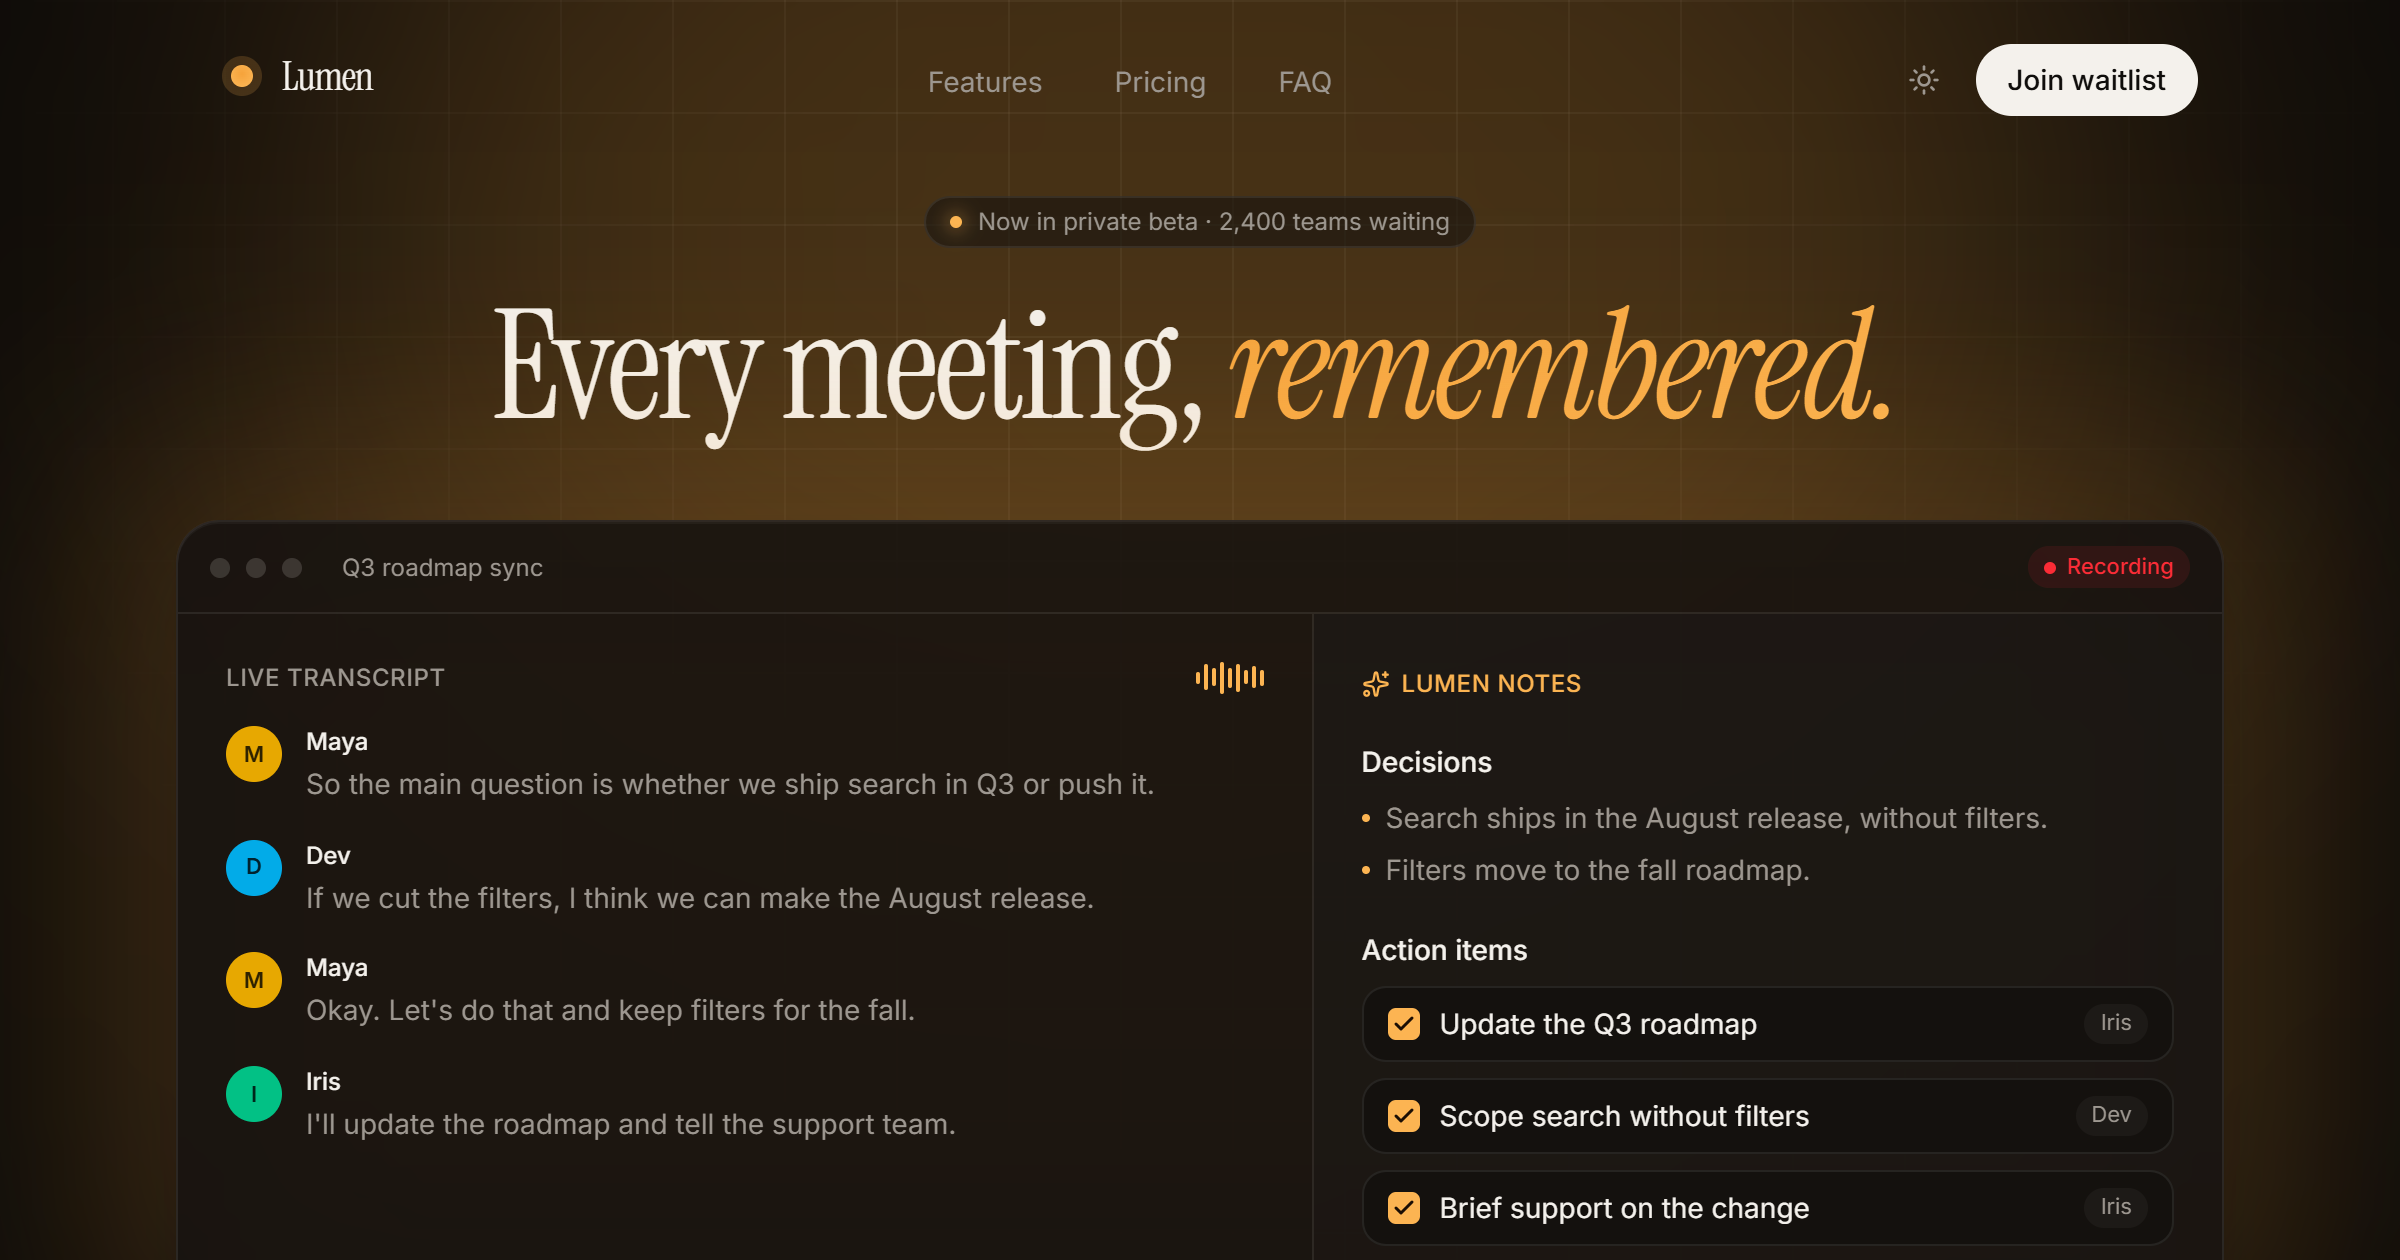 Lumen
Features
Pricing
FAQ
Join waitlist
Now in private beta · 2,400 teams waiting
Every meeting, remembered.
Q3 roadmap sync
Recording
LIVE TRANSCRIPT
M
Maya
So the main question is whether we ship search in Q3 or push it.
D
Dev
If we cut the filters, I think we can make the August release.
M
Maya
Okay. Let's do that and keep filters for the fall.
I
Iris
I'll update the roadmap and tell the support team.
LUMEN NOTES
Decisions
Search ships in the August release, without filters.
Filters move to the fall roadmap.
Action items
Update the Q3 roadmap
Iris
Scope search without filters
Dev
Brief support on the change
Iris